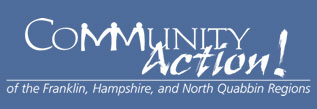 COMMUNITY
Action!
of the Franklin, Hampshire, and North Quabbin Regions